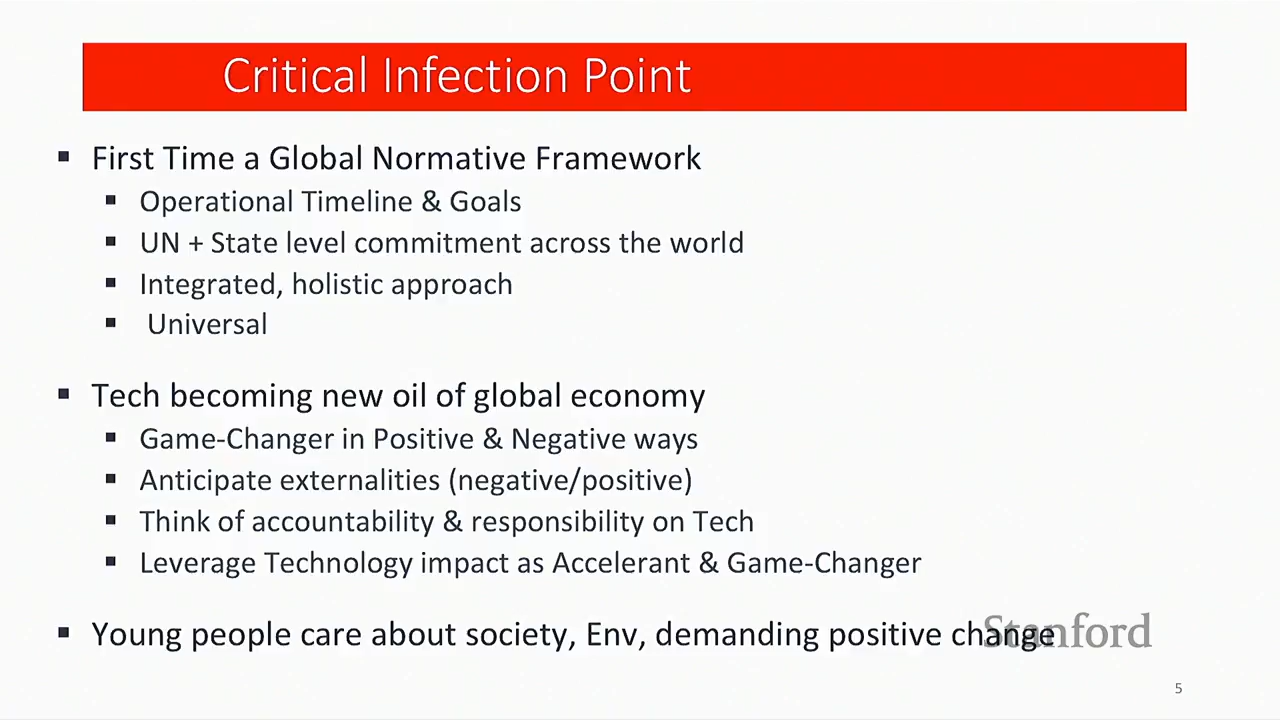 Critical Infection Point
▪ First Time a Global Normative Framework
▪ Operational Timeline & Goals
▪ UN + State level commitment across the world
▪ Integrated, holistic approach
▪ Universal
▪ Tech becoming new oil of global economy
▪ Game-Changer in Positive & Negative ways
▪ Anticipate externalities (negative/positive)
▪ Think of accountability & responsibility on Tech
▪ Leverage Technology impact as Accelerant & Game-Changer
▪ Young people care about society, Env, demanding positive change
Stanford
5